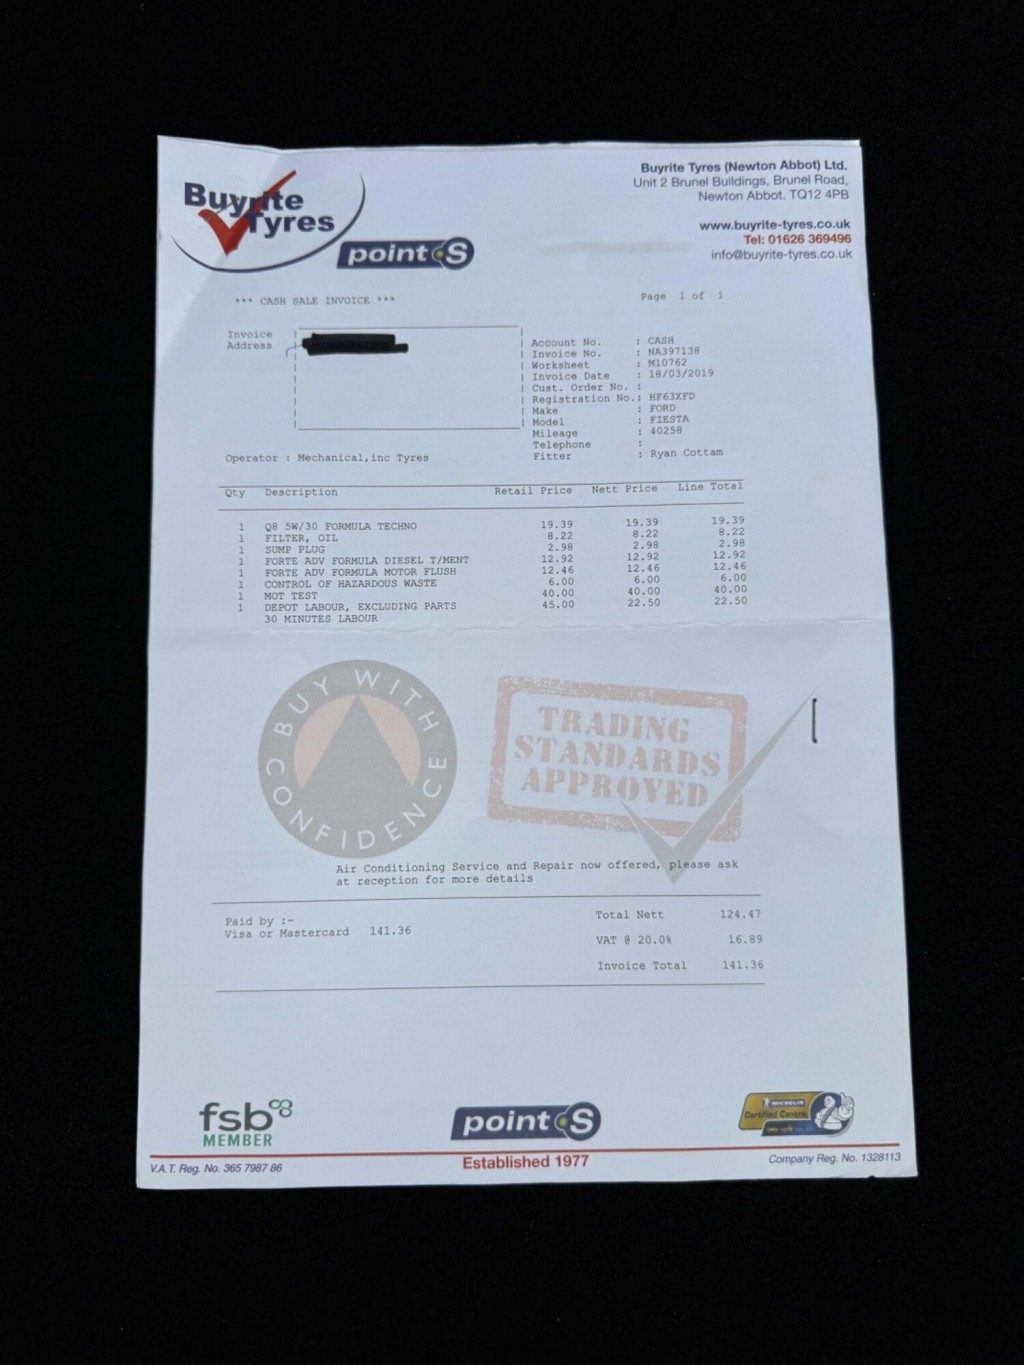 Buyrite Tyres
point S
Buyrite Tyres (Newton Abbot) Ltd.
Unit 2 Brunel Buildings, Brunel Road,
Newton Abbot. TQ12 4PB
www.buyrite-tyres.co.uk
Tel: 01626 369496
info@buyrite-tyres.co.uk
*** CASH SALE INVOICE ***
Page 1 of 1
Invoice
Address
Account No. : CASH
Invoice No. : NA397138
Worksheet : M10762
Invoice Date : 18/03/2019
Cust. Order No. :
Registration No.: HF63XFD
Make : FORD
Model : FIESTA
Mileage : 40258
Telephone :
Fitter : Ryan Cottam
Operator : Mechanical,inc Tyres
Qty Description Retail Price Nett Price Line Total
1 Q8 5W/30 FORMULA TECHNO 19.39 19.39 19.39
1 FILTER, OIL 8.22 8.22 8.22
1 SUMP PLUG 2.98 2.98 2.98
1 FORTE ADV FORMULA DIESEL T/MENT 12.92 12.92 12.92
1 FORTE ADV FORMULA MOTOR FLUSH 12.46 12.46 12.46
1 CONTROL OF HAZARDOUS WASTE 6.00 6.00 6.00
1 MOT TEST 40.00 40.00 40.00
1 DEPOT LABOUR, EXCLUDING PARTS 45.00 22.50 22.50
30 MINUTES LABOUR
BUY WITH CONFIDENCE
TRADING
STANDARDS
APPROVED
Air Conditioning Service and Repair now offered, please ask
at reception for more details
Paid by :-
Visa or Mastercard 141.36
Total Nett 124.47
VAT @ 20.0% 16.89
Invoice Total 141.36
fsb
MEMBER
point S
Established 1977
MICHELIN
Certified Centre
V.A.T. Reg. No. 365 7987 86
Company Reg. No. 1328113